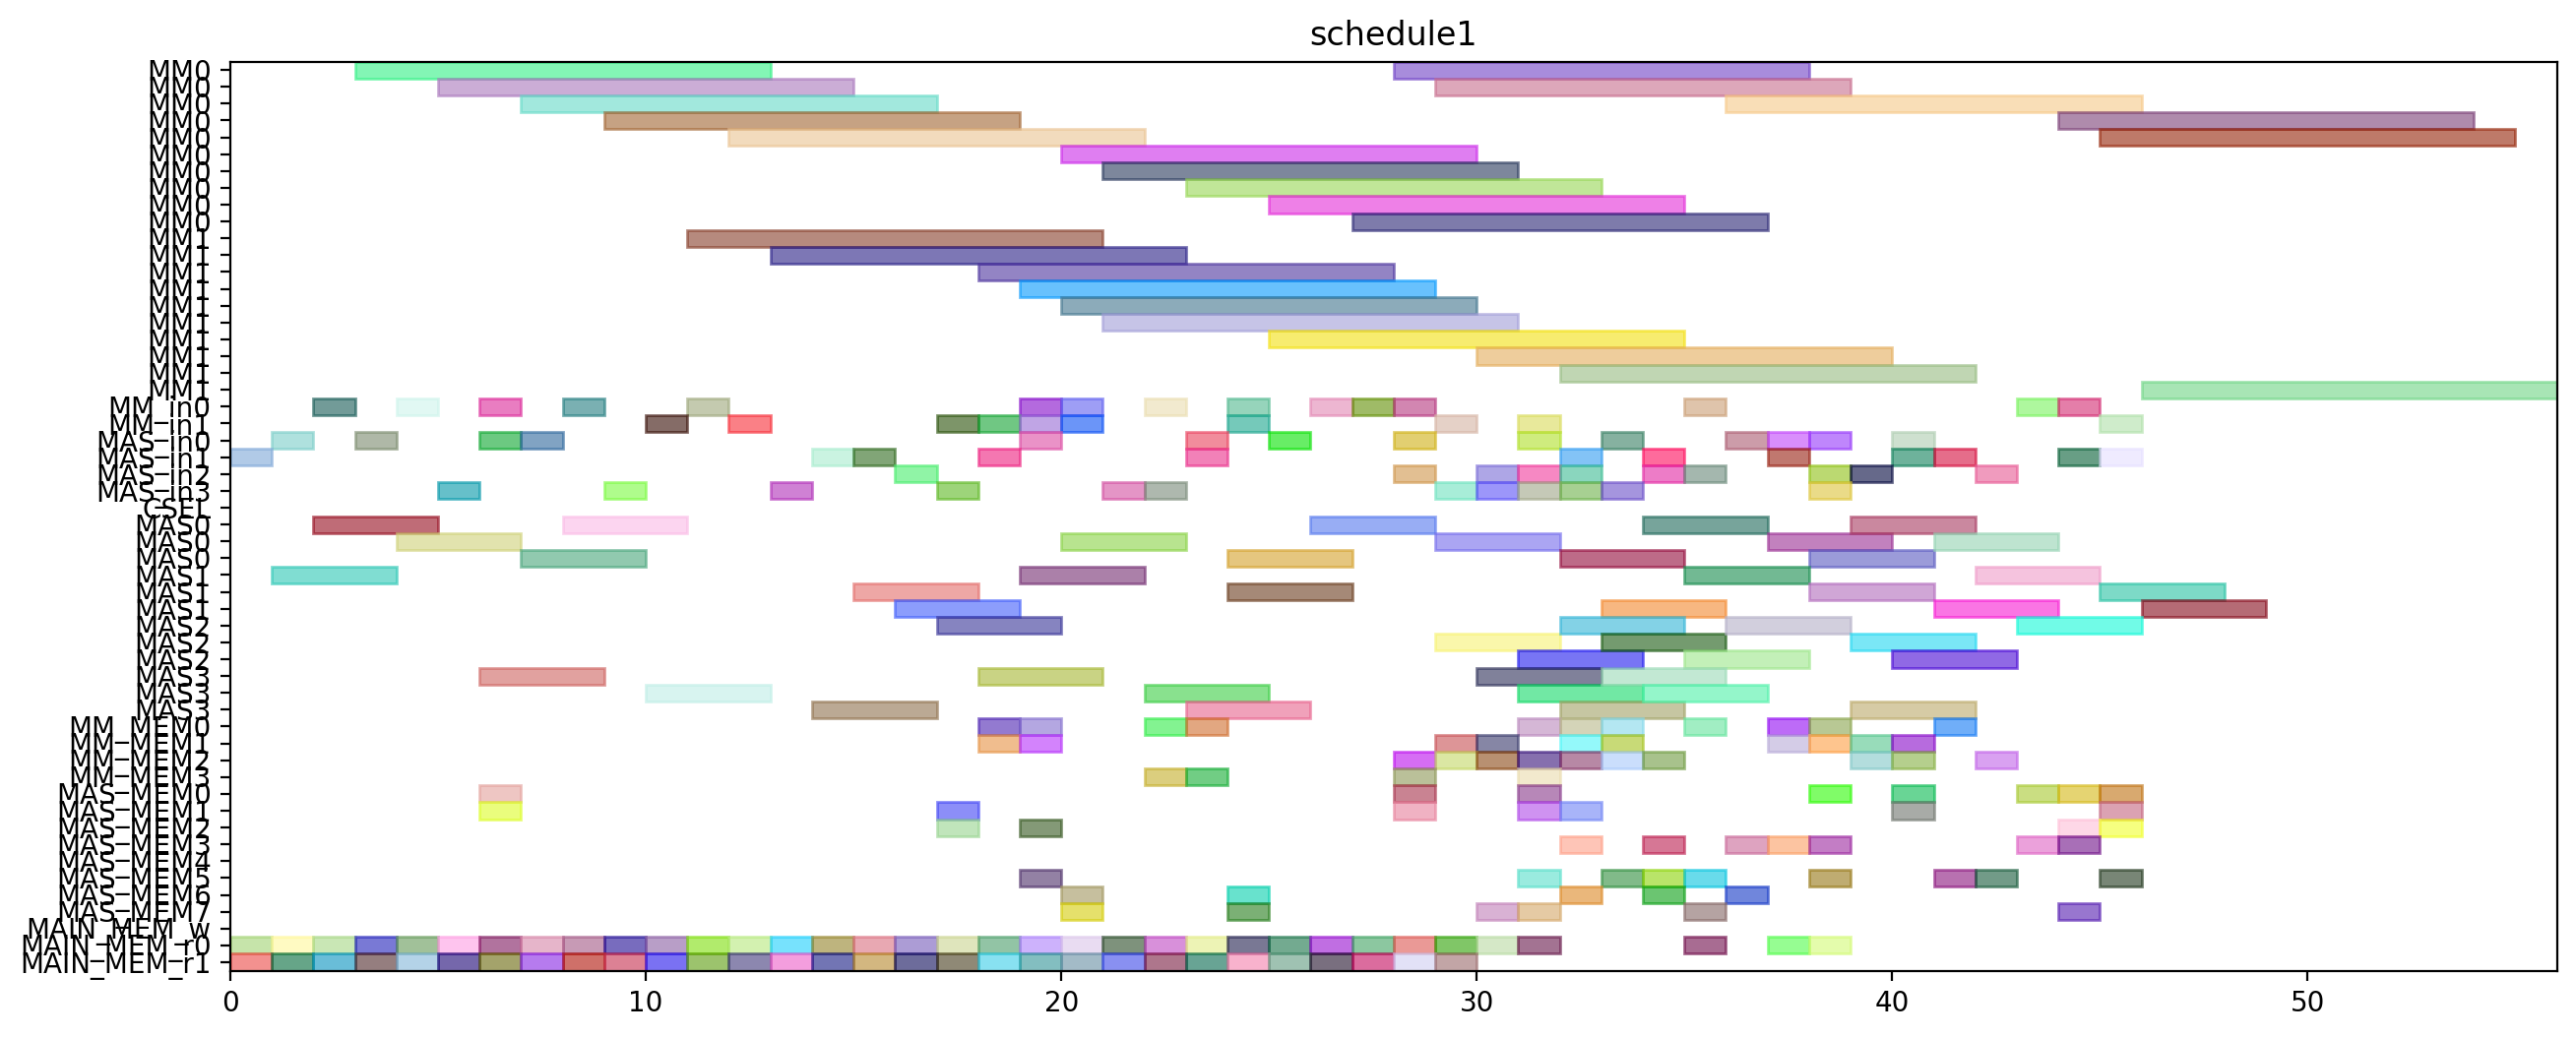 schedule1
MM0
MM0
MM0
MM0
MM0
MM0
MM0
MM0
MM0
MM0
MM1
MM1
MM1
MM1
MM1
MM1
MM1
MM1
MM1
MM1
MM_in0
MM_in1
MAS_in0
MAS_in1
MAS_in2
MAS_in3
CSEL
MAS0
MAS0
MAS0
MAS1
MAS1
MAS1
MAS2
MAS2
MAS2
MAS3
MAS3
MAS3
MM_MEM0
MM_MEM1
MM_MEM2
MM_MEM3
MAS_MEM0
MAS_MEM1
MAS_MEM2
MAS_MEM3
MAS_MEM4
MAS_MEM5
MAS_MEM6
MAS_MEM7
MAIN_MEM_w
MAIN_MEM_r0
MAIN_MEM_r1
0 10 20 30 40 50